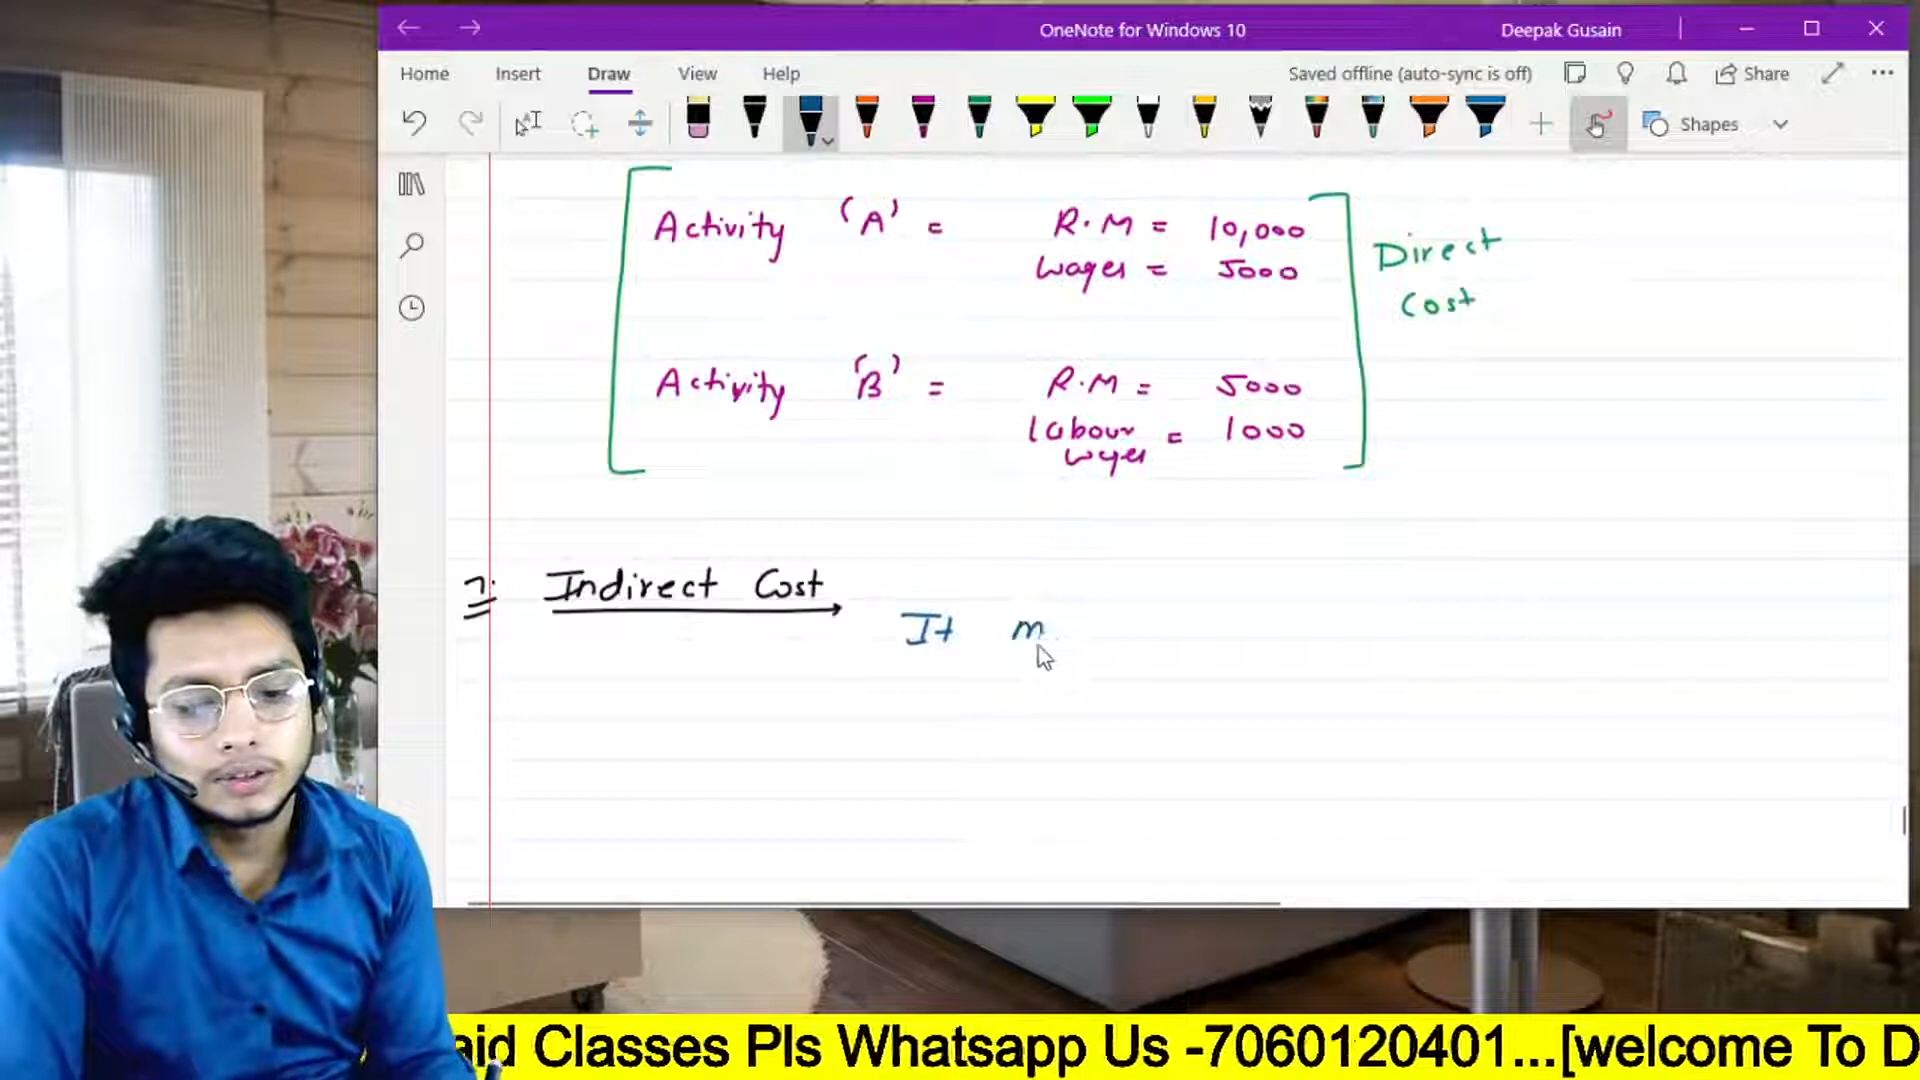 OneNote for Windows 10
Deepak Gusain
Home Insert Draw View Help
Saved offline (auto-sync is off)
Share
Shapes
Activity 'A' = R.M = 10,000
wages = 5000
Direct
Cost
Activity 'B' = R.M = 5000
labour = 1000
wages
7. Indirect Cost
It m
aid Classes Pls Whatsapp Us -7060120401...[welcome To D